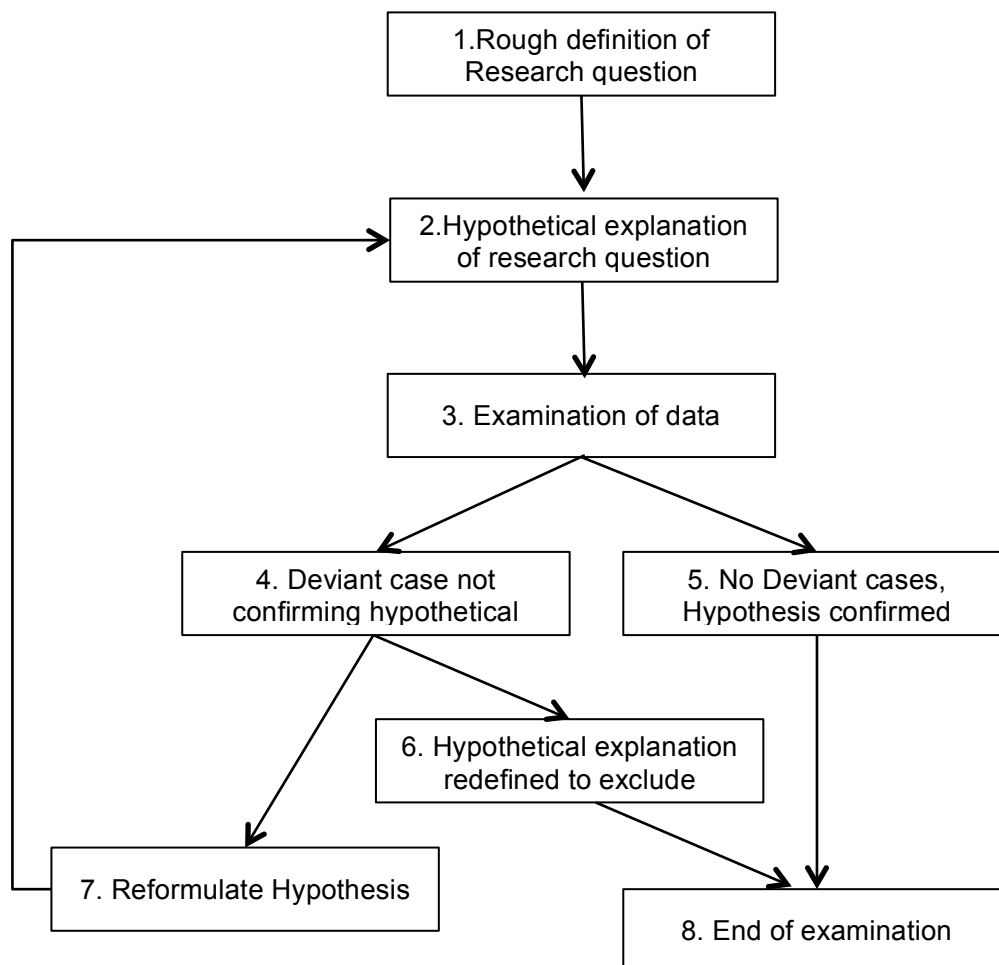 1.Rough definition of
Research question
2.Hypothetical explanation
of research question
3. Examination of data
4. Deviant case not
confirming hypothetical
5. No Deviant cases,
Hypothesis confirmed
6. Hypothetical explanation
redefined to exclude
7. Reformulate Hypothesis
8. End of examination